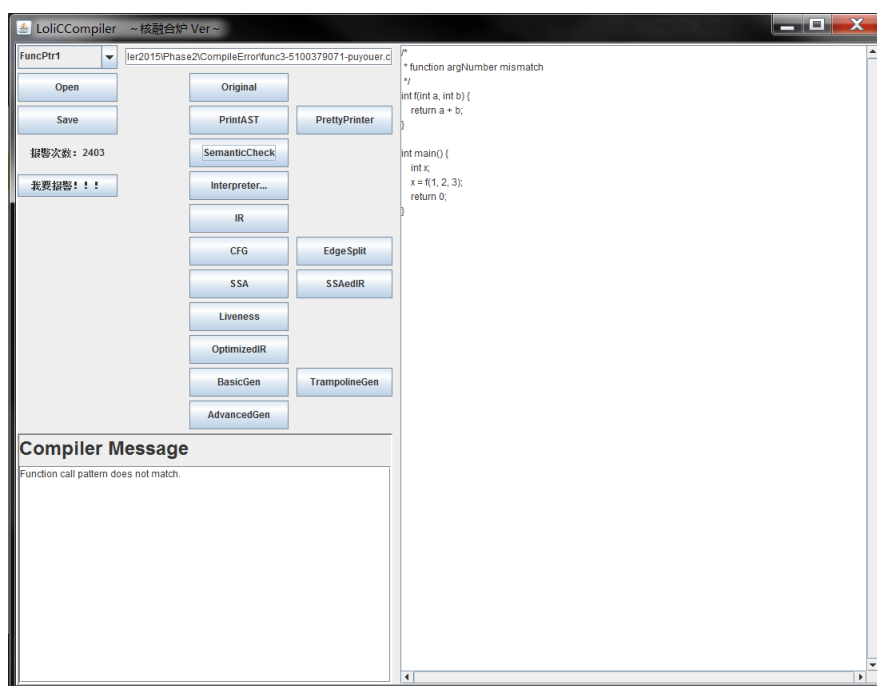 LoliCCompiler ～核融合炉 Ver～
FuncPtr1
ler2015\Phase2\CompileError\func3-5100379071-puyouer.c
Open
Original
Save
PrintAST
PrettyPrinter
报警次数: 2403
SemanticCheck
我要报警!!!
Interpreter...
IR
CFG
EdgeSplit
SSA
SSAedIR
Liveness
OptimizedIR
BasicGen
TrampolineGen
AdvancedGen
Compiler Message
Function call pattern does not match.
/*
* function argNumber mismatch
*/
int f(int a, int b) {
return a + b;
}
int main() {
int x;
x = f(1, 2, 3);
return 0;
}